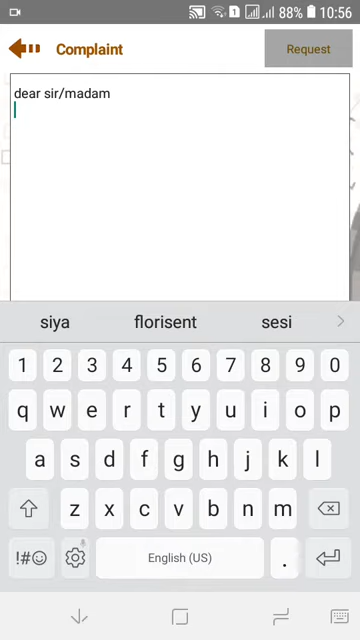 88% 10:56
Complaint
Request
dear sir/madam
siya florisent sesi
1 2 3 4 5 6 7 8 9 0
q w e r t y u i o p
a s d f g h j k l
z x c v b n m
!#☺ English (US) .